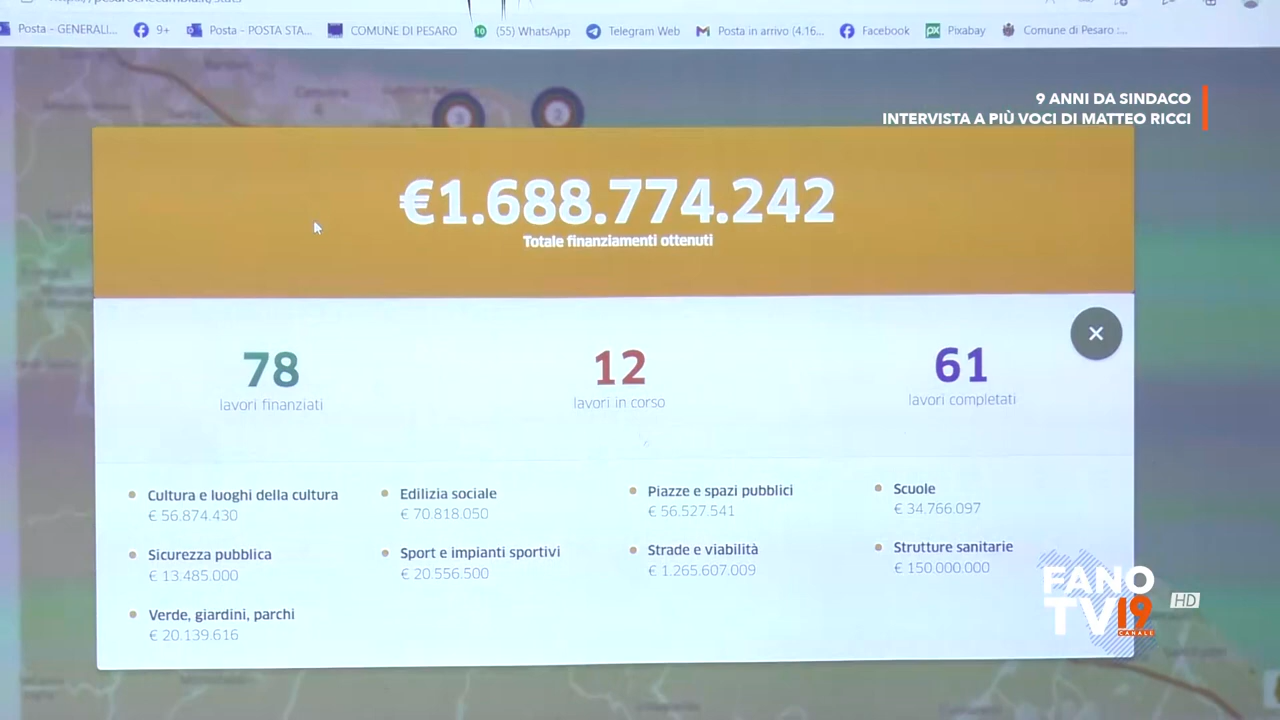 Posta - GENERALI...
9+
Posta - POSTA STA...
COMUNE DI PESARO
(55) WhatsApp
Telegram Web
Posta in arrivo (4.16...
Facebook
Pixabay
Comune di Pesaro :...
9 ANNI DA SINDACO
INTERVISTA A PIÙ VOCI DI MATTEO RICCI
3
2
€1.688.774.242
Totale finanziamenti ottenuti
78
lavori finanziati
12
lavori in corso
61
lavori completati
Cultura e luoghi della cultura
€ 56.874.430
Edilizia sociale
€ 70.818.050
Piazze e spazi pubblici
€ 56.527.541
Scuole
€ 34.766.097
Sicurezza pubblica
€ 13.485.000
Sport e impianti sportivi
€ 20.556.500
Strade e viabilità
€ 1.265.607.009
Strutture sanitarie
€ 150.000.000
Verde, giardini, parchi
€ 20.139.616
FANO
TV 19
CANALE
HD